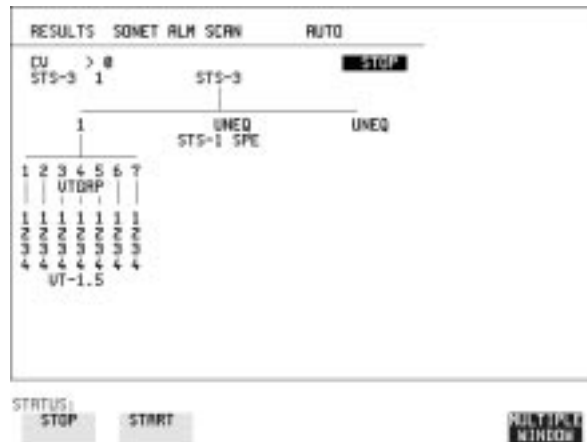 RESULTS SONET ALM SCAN AUTO
CV > 0 STOP
STS-3 1 STS-3
1 UNEQ UNEQ
STS-1 SPE
1 2 3 4 5 6 7
VTGRP
1 1 1 1 1 1 1
2 2 2 2 2 2 2
3 3 3 3 3 3 3
4 4 4 4 4 4 4
VT-1.5
STATUS:
STOP START MULTIPLE
WINDOW